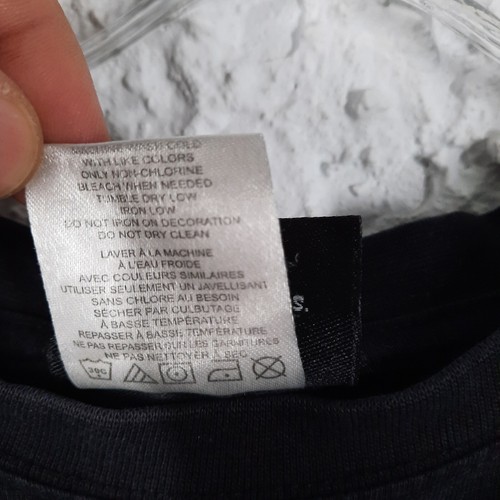 MACHINE WASH COLD
WITH LIKE COLORS
ONLY NON-CHLORINE
BLEACH WHEN NEEDED
TUMBLE DRY LOW
IRON LOW
DO NOT IRON ON DECORATION
DO NOT DRY CLEAN
LAVER À LA MACHINE
À L'EAU FROIDE
AVEC COULEURS SIMILAIRES
UTILISER SEULEMENT UN JAVELLISANT
SANS CHLORE AU BESOIN
SÉCHER PAR CULBUTAGE
À BASSE TEMPÉRATURE
REPASSER À BASSE TEMPÉRATURE
NE PAS REPASSER SUR LES GARNITURES
NE PAS NETTOYER À SEC
30C
S.